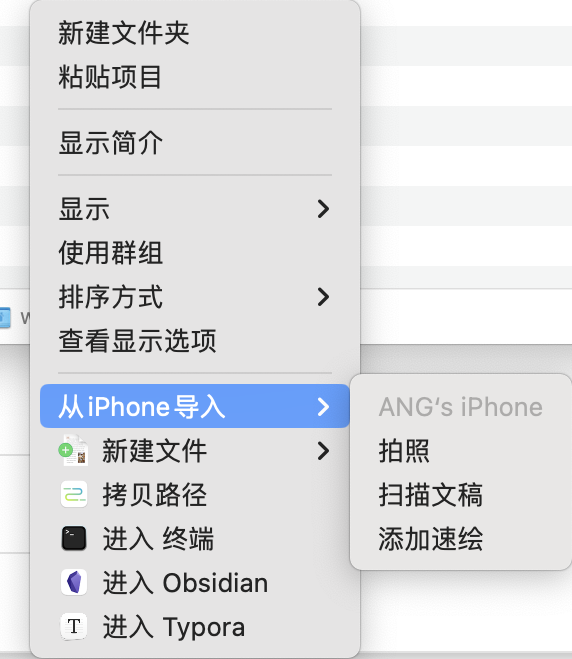 新建文件夹
粘贴项目
显示简介
显示
使用群组
排序方式
查看显示选项
从iPhone导入
ANG‘s iPhone
新建文件
拍照
拷贝路径
扫描文稿
进入 终端
添加速绘
进入 Obsidian
T 进入 Typora